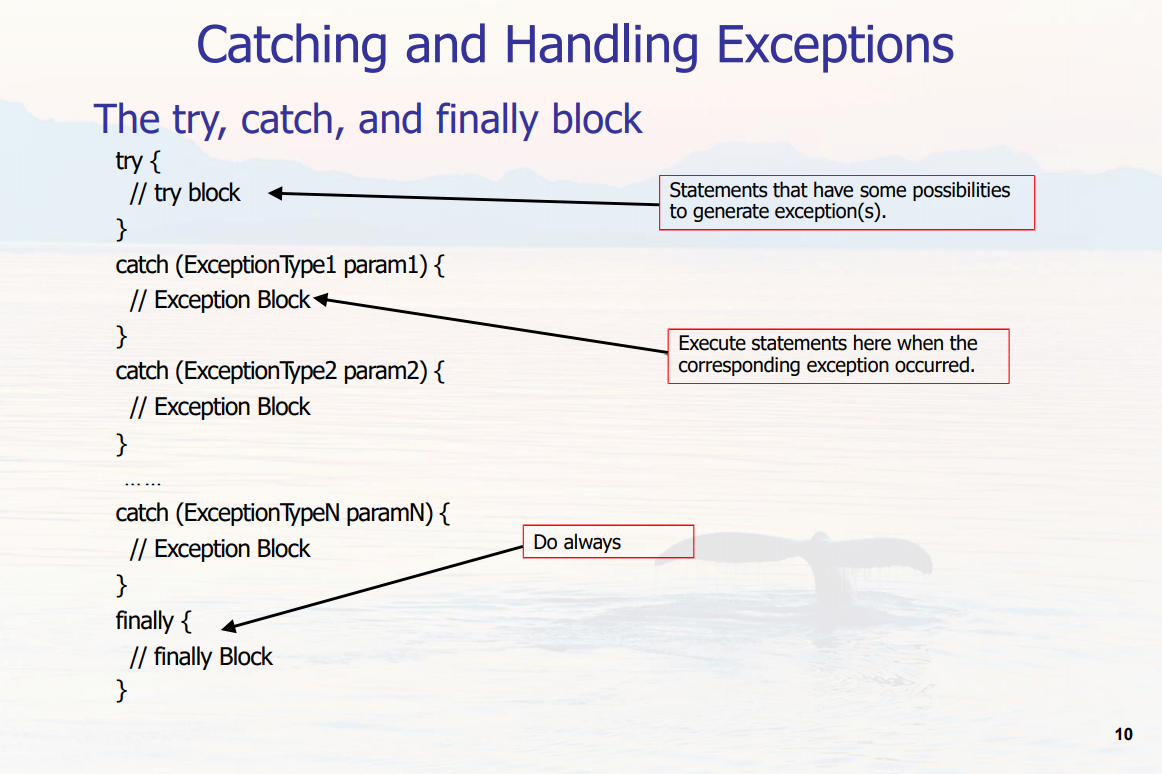 Catching and Handling Exceptions
The try, catch, and finally block
try {
// try block
Statements that have some possibilities
to generate exception(s).
}
catch (ExceptionType1 param1) {
// Exception Block
}
Execute statements here when the
corresponding exception occurred.
catch (ExceptionType2 param2) {
// Exception Block
}
……
catch (ExceptionTypeN paramN) {
// Exception Block
Do always
}
finally {
// finally Block
}
10